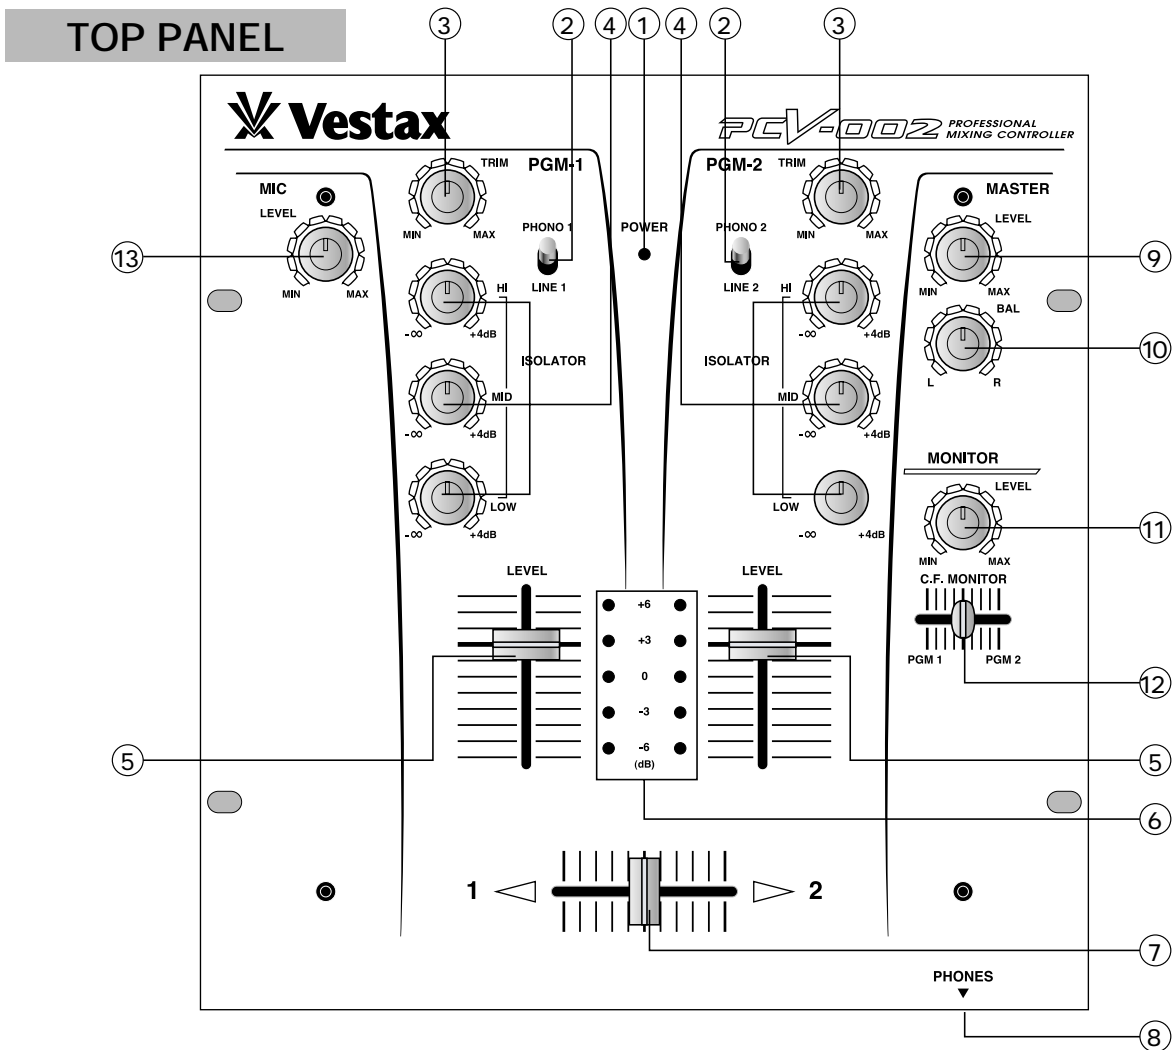 TOP PANEL
3 2 4 1 4 2 3
Vestax
PCV-002 PROFESSIONAL
MIXING CONTROLLER
MIC
LEVEL
MIN MAX
13
TRIM PGM-1
MIN MAX
PHONO 1
LINE 1
HI
-∞ +4dB
ISOLATOR
MID
-∞ +4dB
LOW
-∞ +4dB
POWER
PGM-2 TRIM
MIN MAX
PHONO 2
LINE 2
HI
-∞ +4dB
ISOLATOR
MID
-∞ +4dB
LOW
-∞ +4dB
MASTER
LEVEL
MIN MAX
9
BAL
L R
10
MONITOR
LEVEL
MIN MAX
11
C.F. MONITOR
PGM 1 PGM 2
12
LEVEL
LEVEL
+6
+3
0
-3
-6
(dB)
5
5
6
1 2
7
PHONES
8